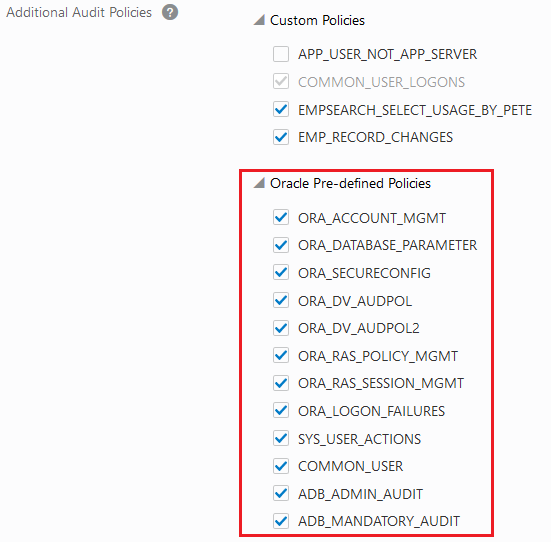 Additional Audit Policies ?
Custom Policies
APP_USER_NOT_APP_SERVER
COMMON_USER_LOGONS
EMPSEARCH_SELECT_USAGE_BY_PETE
EMP_RECORD_CHANGES
Oracle Pre-defined Policies
ORA_ACCOUNT_MGMT
ORA_DATABASE_PARAMETER
ORA_SECURECONFIG
ORA_DV_AUDPOL
ORA_DV_AUDPOL2
ORA_RAS_POLICY_MGMT
ORA_RAS_SESSION_MGMT
ORA_LOGON_FAILURES
SYS_USER_ACTIONS
COMMON_USER
ADB_ADMIN_AUDIT
ADB_MANDATORY_AUDIT